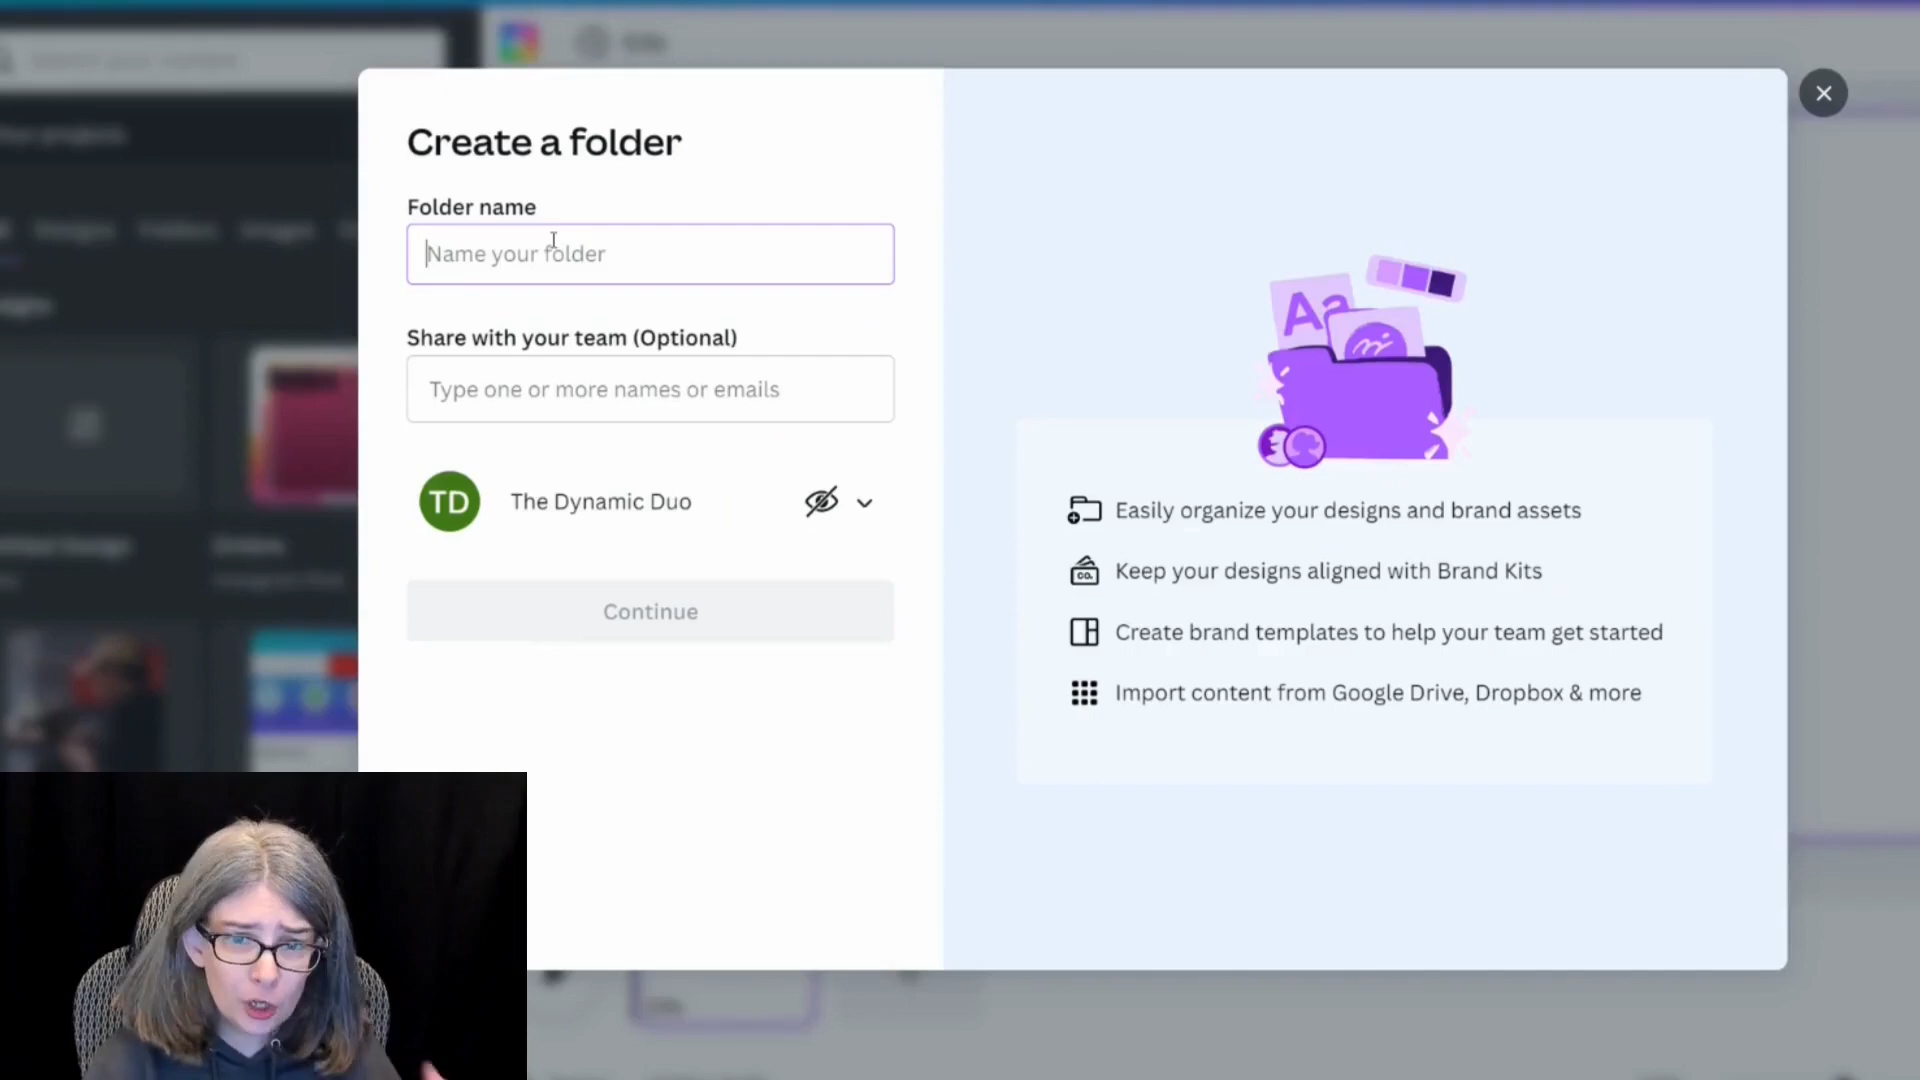 Create a folder
Folder name
Name your folder
Share with your team (Optional)
Type one or more names or emails
TD
The Dynamic Duo
Continue
Aa
Easily organize your designs and brand assets
CO.
Keep your designs aligned with Brand Kits
Create brand templates to help your team get started
Import content from Google Drive, Dropbox & more